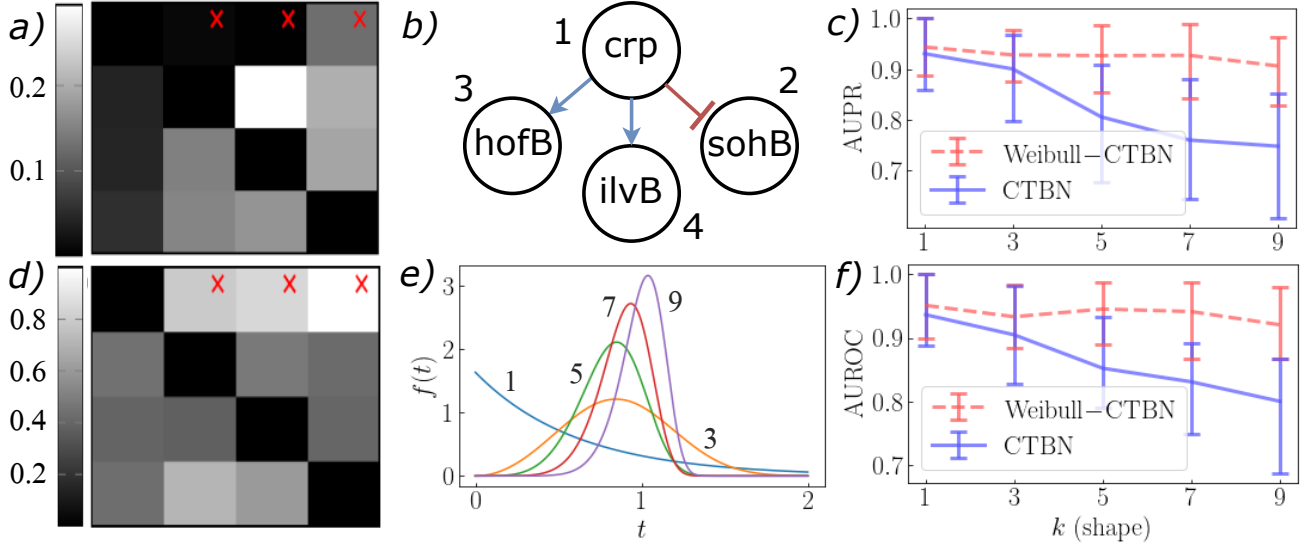 a)
0.2
0.1
b)
1
crp
3
hofB
2
sohB
ilvB
4
c)
1.0
0.9
0.8
0.7
AUPR
Weibull−CTBN
CTBN
1 3 5 7 9
d)
0.8
0.6
0.4
0.2
e)
3
2
1
0
f(t)
1
3
5
7
9
0 1 2
t
f)
1.0
0.9
0.8
0.7
AUROC
Weibull−CTBN
CTBN
1 3 5 7 9
k (shape)